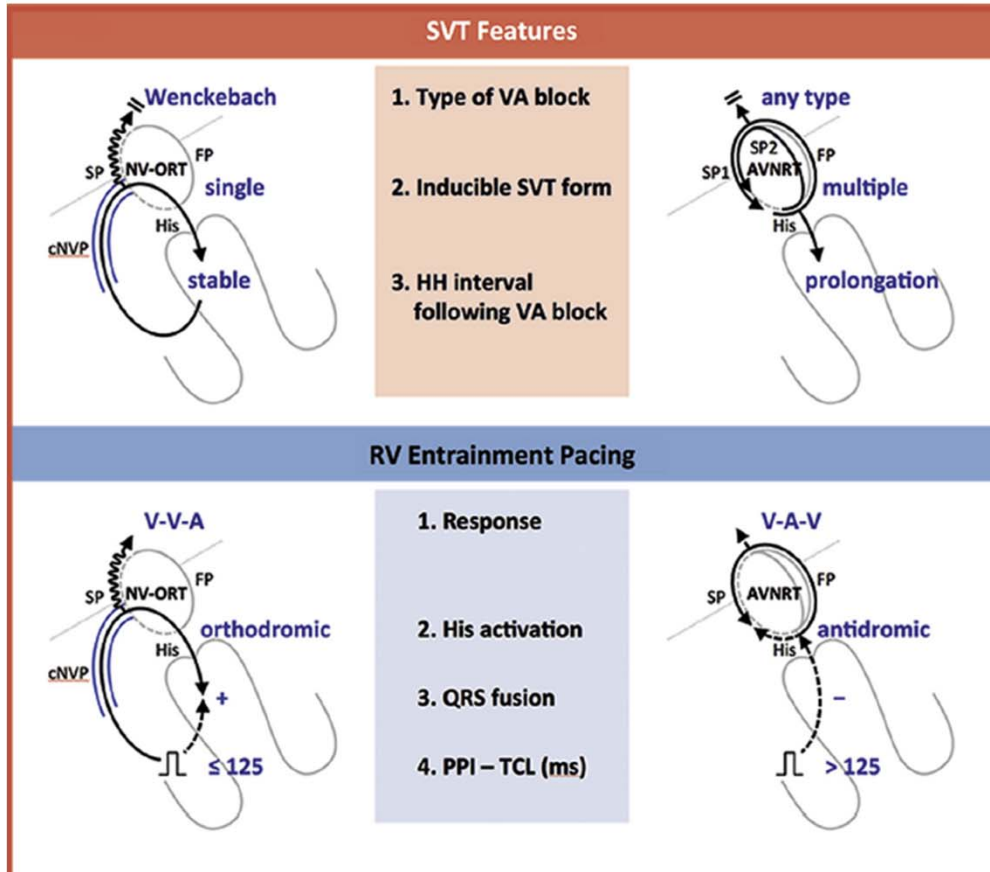 SVT Features
Wenckebach
SP
NV-ORT
FP
single
His
cNVP
stable
1. Type of VA block
2. Inducible SVT form
3. HH interval
following VA block
any type
SP2
SP1
AVNRT
FP
multiple
His
prolongation
RV Entrainment Pacing
V-V-A
SP
NV-ORT
FP
orthodromic
His
cNVP
+
≤ 125
1. Response
2. His activation
3. QRS fusion
4. PPI – TCL (ms)
V-A-V
SP
AVNRT
FP
antidromic
His
–
> 125